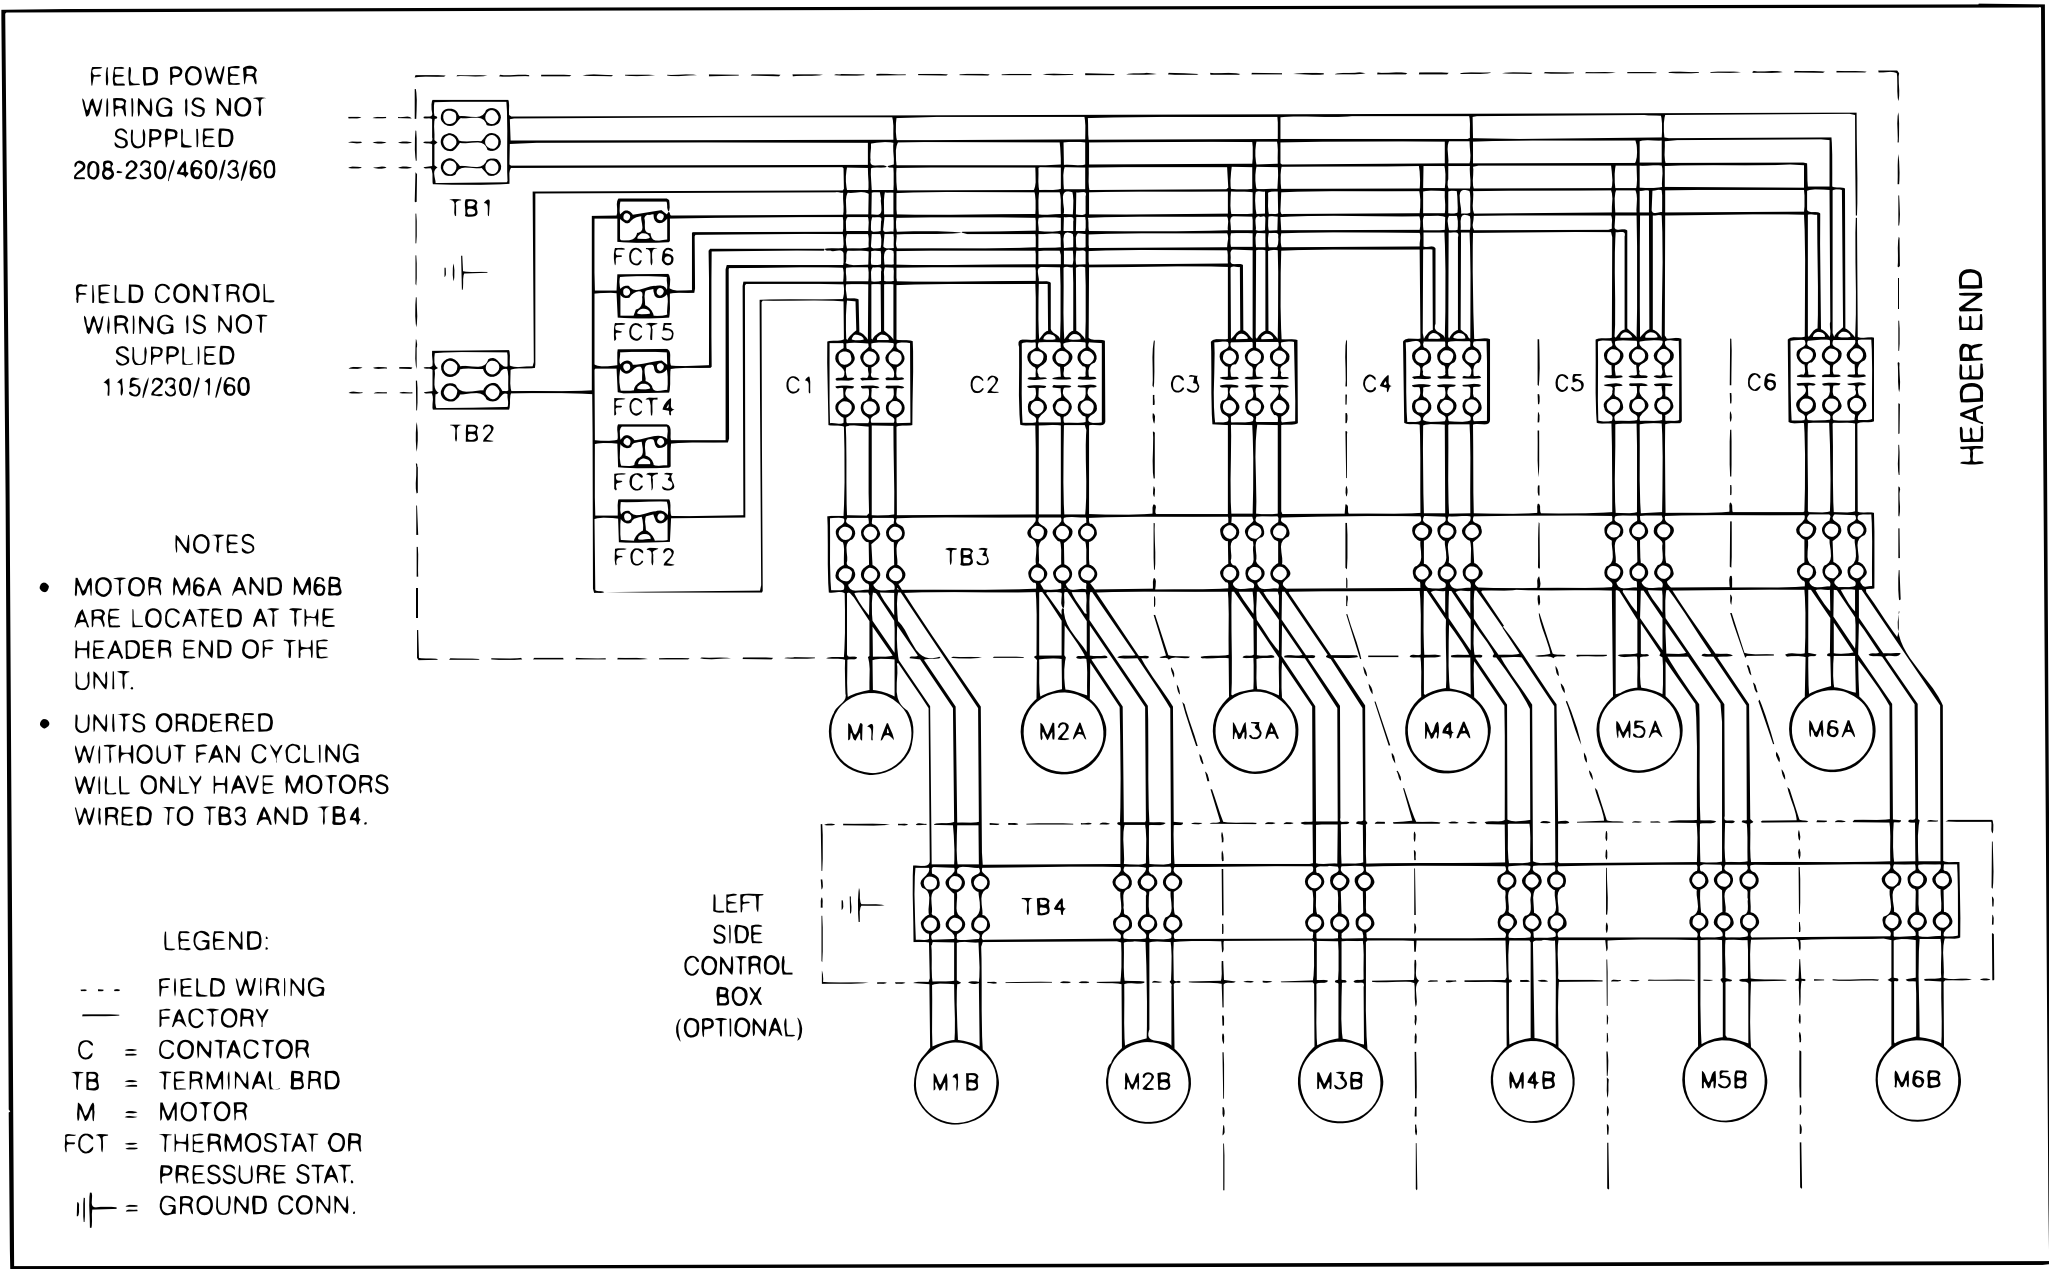 FIELD POWER
WIRING IS NOT
SUPPLIED
208-230/460/3/60
TB1
FIELD CONTROL
WIRING IS NOT
SUPPLIED
115/230/1/60
TB2
FCT6
FCT5
FCT4
FCT3
FCT2
C1
C2
C3
C4
C5
C6
HEADER END
TB3
M1A
M2A
M3A
M4A
M5A
M6A
NOTES
• MOTOR M6A AND M6B
ARE LOCATED AT THE
HEADER END OF THE
UNIT.
• UNITS ORDERED
WITHOUT FAN CYCLING
WILL ONLY HAVE MOTORS
WIRED TO TB3 AND TB4.
LEFT
SIDE
CONTROL
BOX
(OPTIONAL)
TB4
M1B
M2B
M3B
M4B
M5B
M6B
LEGEND:
--- FIELD WIRING
— FACTORY
C = CONTACTOR
TB = TERMINAL BRD
M = MOTOR
FCT = THERMOSTAT OR
PRESSURE STAT.
= GROUND CONN.